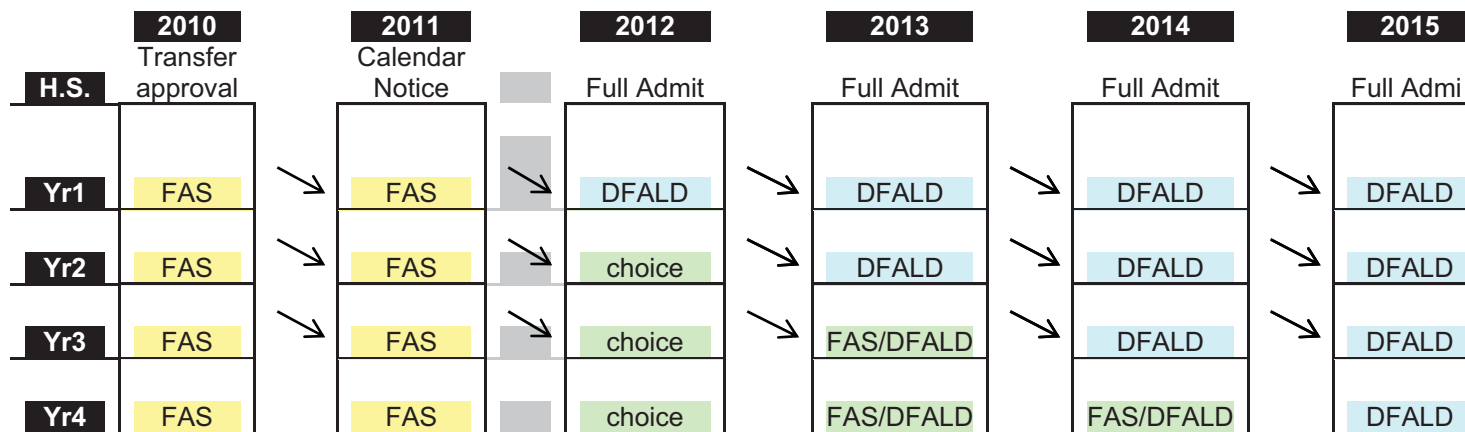 2010 2011 2012 2013 2014 2015
Transfer Calendar
H.S. approval Notice Full Admit Full Admit Full Admit Full Admi
Yr1 FAS FAS DFALD DFALD DFALD DFALD
Yr2 FAS FAS choice DFALD DFALD DFALD
Yr3 FAS FAS choice FAS/DFALD DFALD DFALD
Yr4 FAS FAS choice FAS/DFALD FAS/DFALD DFALD